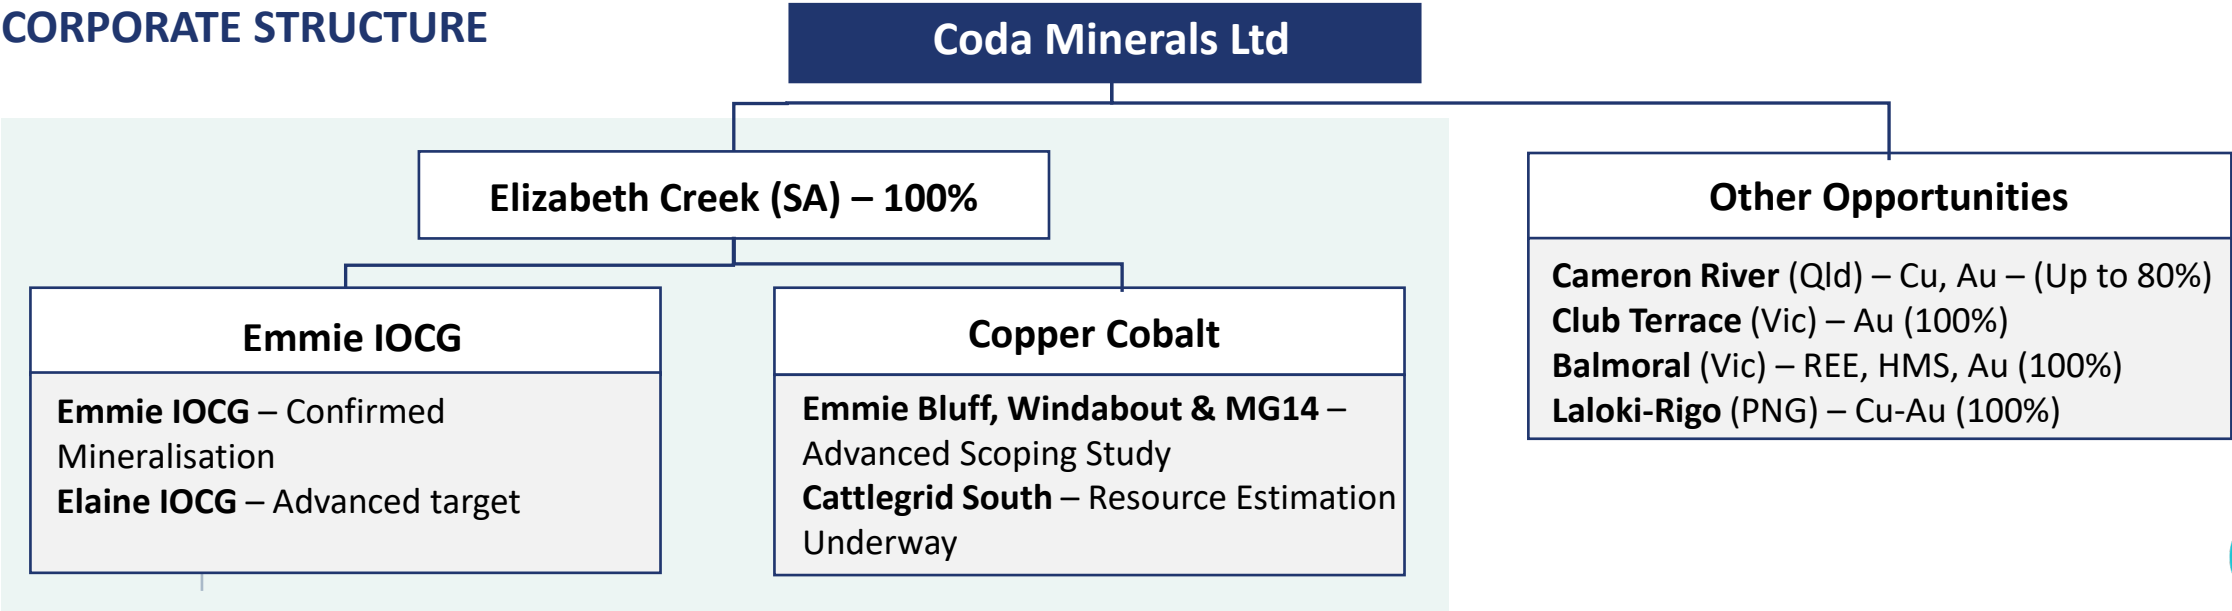 CORPORATE STRUCTURE
Coda Minerals Ltd
Elizabeth Creek (SA) – 100%
Emmie IOCG
Emmie IOCG – Confirmed
Mineralisation
Elaine IOCG – Advanced target
Copper Cobalt
Emmie Bluff, Windabout & MG14 –
Advanced Scoping Study
Cattlegrid South – Resource Estimation
Underway
Other Opportunities
Cameron River (Qld) – Cu, Au – (Up to 80%)
Club Terrace (Vic) – Au (100%)
Balmoral (Vic) – REE, HMS, Au (100%)
Laloki-Rigo (PNG) – Cu-Au (100%)